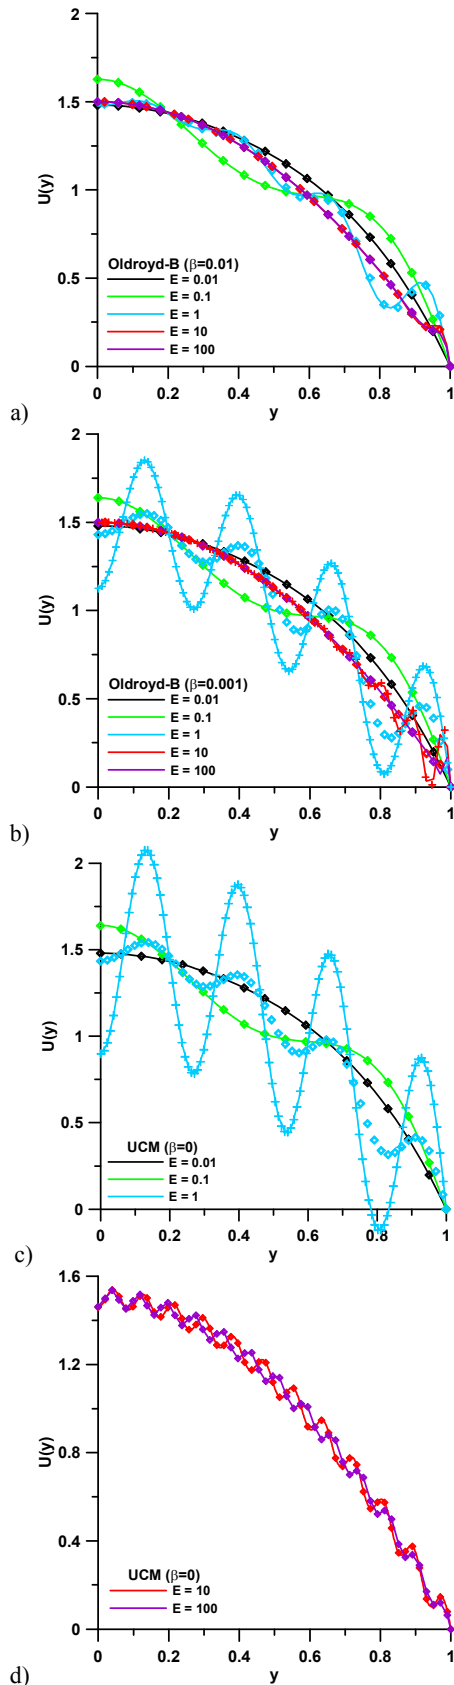 2
1.5
1
0.5
0
U(y)
Oldroyd-B (β=0.01)
E = 0.01
E = 0.1
E = 1
E = 10
E = 100
0 0.2 0.4 0.6 0.8 1
y
a)
2
1.5
1
0.5
0
U(y)
Oldroyd-B (β=0.001)
E = 0.01
E = 0.1
E = 1
E = 10
E = 100
0 0.2 0.4 0.6 0.8 1
y
b)
2
1.5
1
0.5
0
U(y)
UCM (β=0)
E = 0.01
E = 0.1
E = 1
0 0.2 0.4 0.6 0.8 1
y
c)
1.6
1.2
0.8
0.4
0
U(y)
UCM (β=0)
E = 10
E = 100
0 0.2 0.4 0.6 0.8 1
y
d)